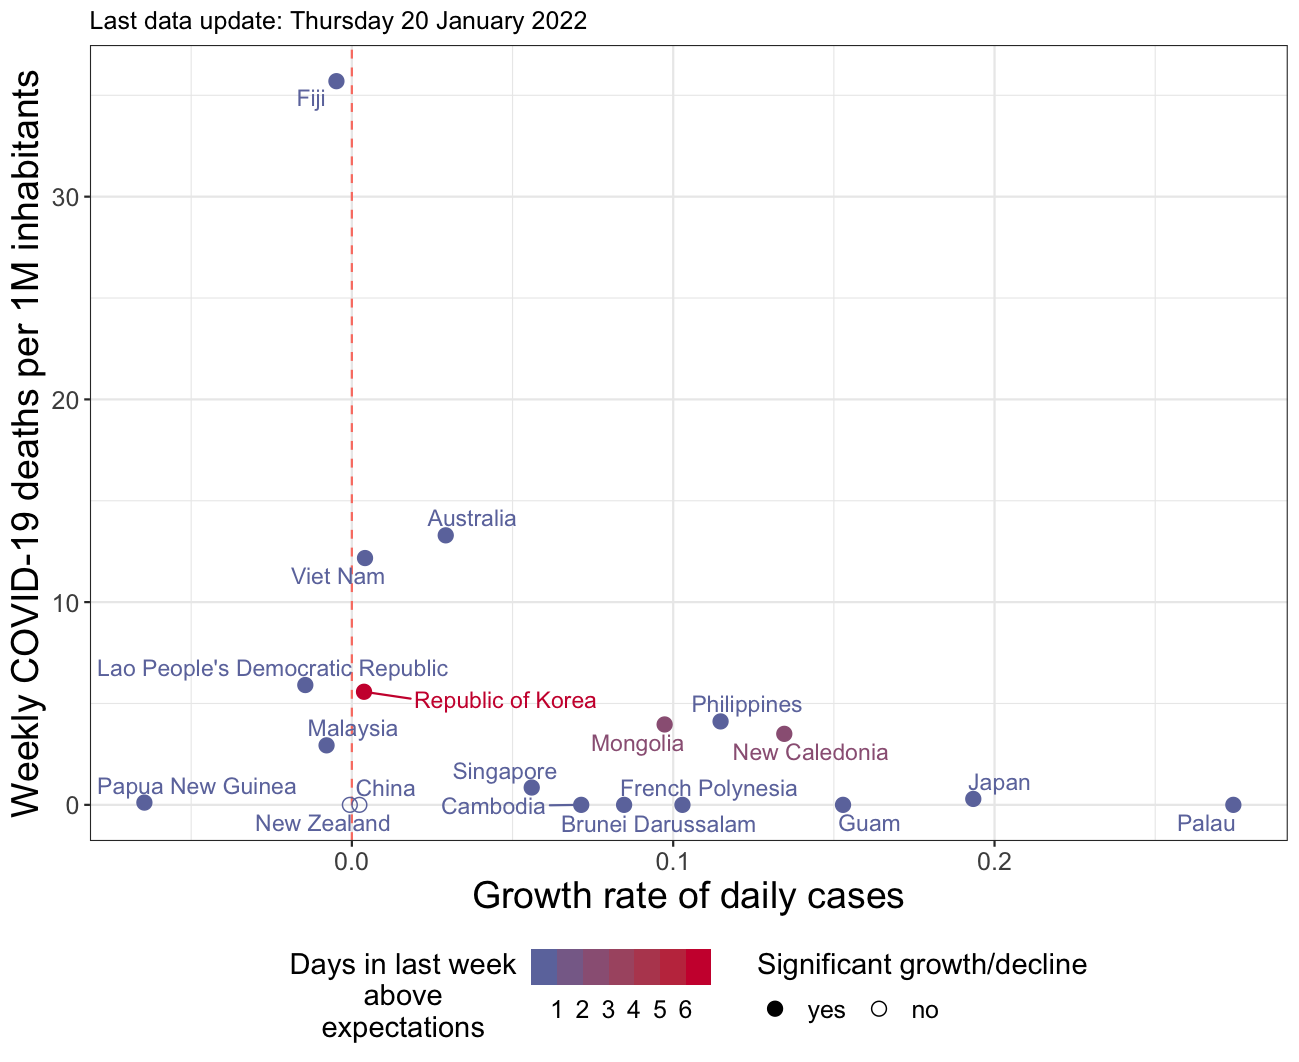 Last data update: Thursday 20 January 2022
Weekly COVID-19 deaths per 1M inhabitants
30
20
10
0
Fiji
Australia
Viet Nam
Lao People's Democratic Republic
Republic of Korea
Philippines
Malaysia
Mongolia
New Caledonia
Singapore
Papua New Guinea
China
French Polynesia
Japan
Cambodia
New Zealand
Brunei Darussalam
Guam
Palau
0.0
0.1
0.2
Growth rate of daily cases
Days in last week
above
expectations
1 2 3 4 5 6
Significant growth/decline
yes
no